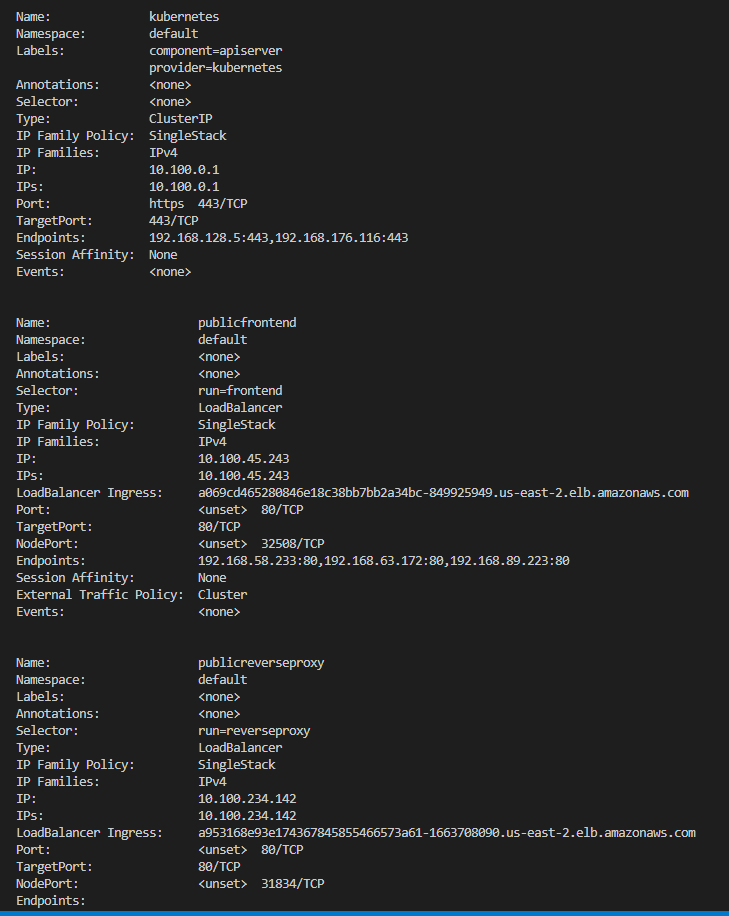 Name: kubernetes
Namespace: default
Labels: component=apiserver
provider=kubernetes
Annotations: <none>
Selector: <none>
Type: ClusterIP
IP Family Policy: SingleStack
IP Families: IPv4
IP: 10.100.0.1
IPs: 10.100.0.1
Port: https 443/TCP
TargetPort: 443/TCP
Endpoints: 192.168.128.5:443,192.168.176.116:443
Session Affinity: None
Events: <none>
Name: publicfrontend
Namespace: default
Labels: <none>
Annotations: <none>
Selector: run=frontend
Type: LoadBalancer
IP Family Policy: SingleStack
IP Families: IPv4
IP: 10.100.45.243
IPs: 10.100.45.243
LoadBalancer Ingress: a069cd465280846e18c38bb7bb2a34bc-849925949.us-east-2.elb.amazonaws.com
Port: <unset> 80/TCP
TargetPort: 80/TCP
NodePort: <unset> 32508/TCP
Endpoints: 192.168.58.233:80,192.168.63.172:80,192.168.89.223:80
Session Affinity: None
External Traffic Policy: Cluster
Events: <none>
Name: publicreverseproxy
Namespace: default
Labels: <none>
Annotations: <none>
Selector: run=reverseproxy
Type: LoadBalancer
IP Family Policy: SingleStack
IP Families: IPv4
IP: 10.100.234.142
IPs: 10.100.234.142
LoadBalancer Ingress: a953168e93e174367845855466573a61-1663708090.us-east-2.elb.amazonaws.com
Port: <unset> 80/TCP
TargetPort: 80/TCP
NodePort: <unset> 31834/TCP
Endpoints: